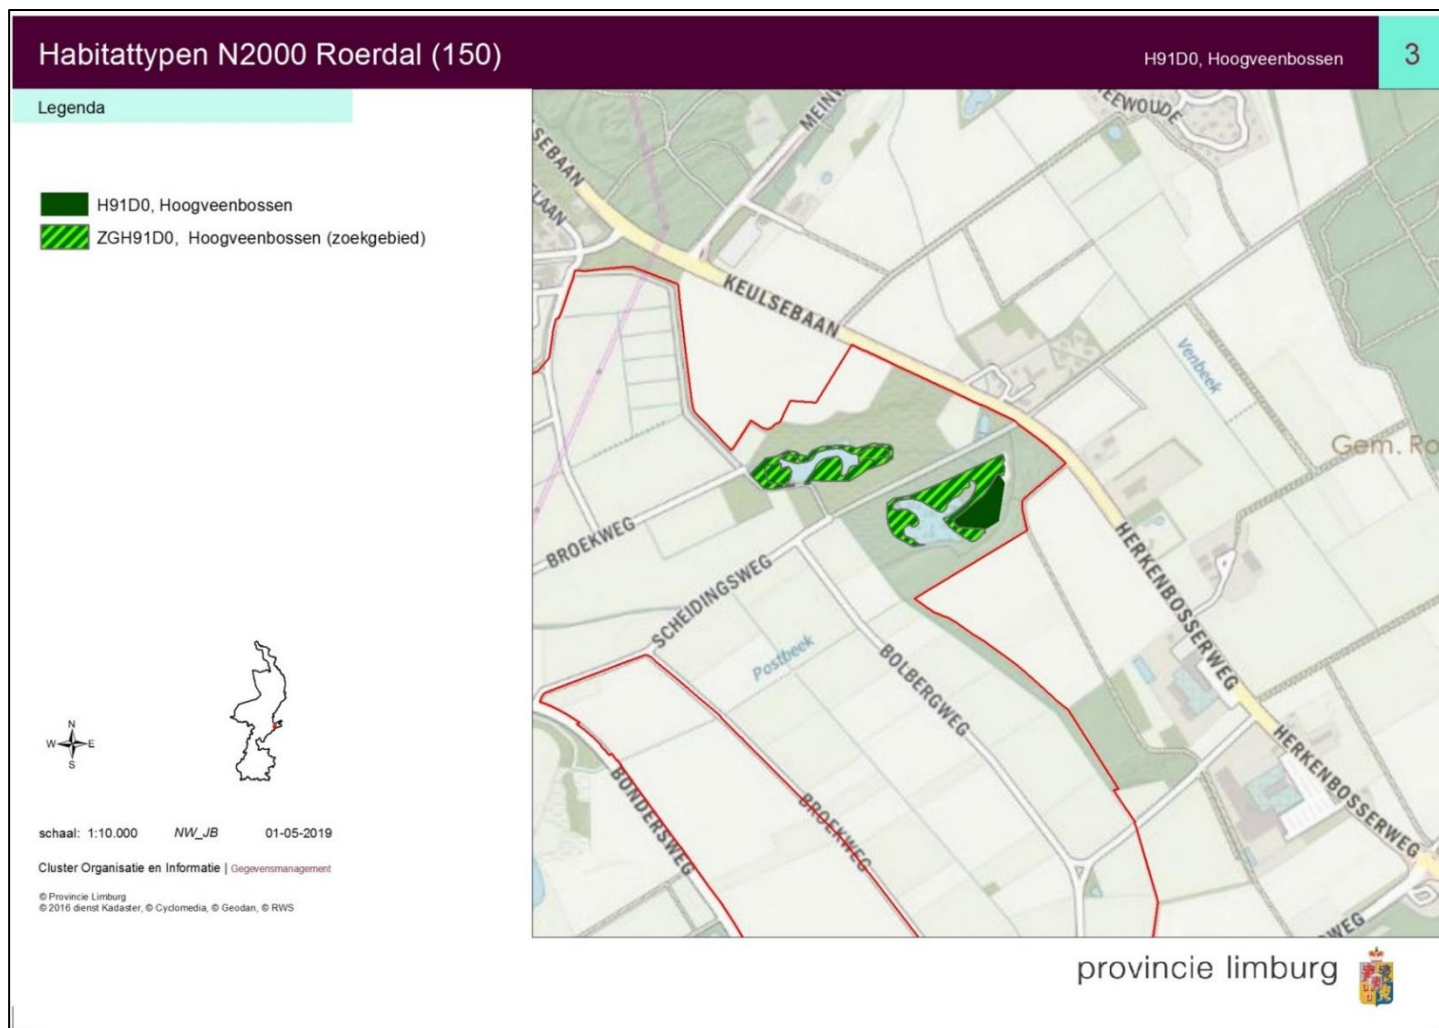 Habitattypen N2000 Roerdal (150)
H91D0, Hoogveenbossen
3
Legenda
H91D0, Hoogveenbossen
ZGH91D0, Hoogveenbossen (zoekgebied)
N
W E
S
schaal: 1:10.000 NW_JB 01-05-2019
Cluster Organisatie en Informatie | Gegevensmanagement
© Provincie Limburg
© 2016 dienst Kadaster, © Cyclomedia, © Geodan, © RWS
KEULSEBAAN
Venbeek
BROEKWEG
SCHEIDINGSWEG
Postbeek
BOLBERGWEG
HERKENBOSSERWEG
HERKENBOSSERWEG
BONDERSWEG
BROEKWEG
provincie limburg